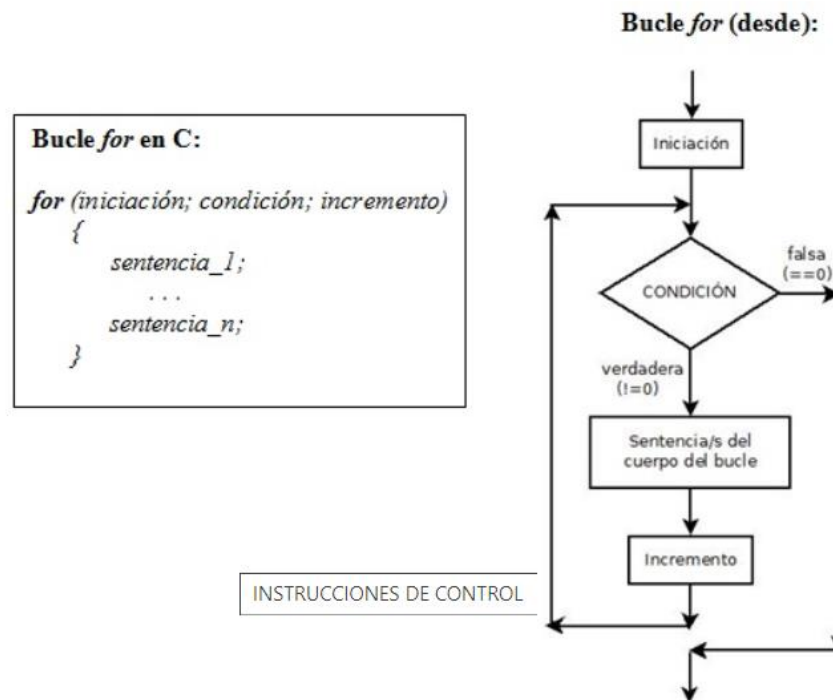 Bucle for (desde):
Bucle for en C:
for (iniciación; condición; incremento)
{
sentencia_1;
. . .
sentencia_n;
}
Iniciación
CONDICIÓN
falsa
(==0)
verdadera
(!=0)
Sentencia/s del
cuerpo del bucle
Incremento
INSTRUCCIONES DE CONTROL